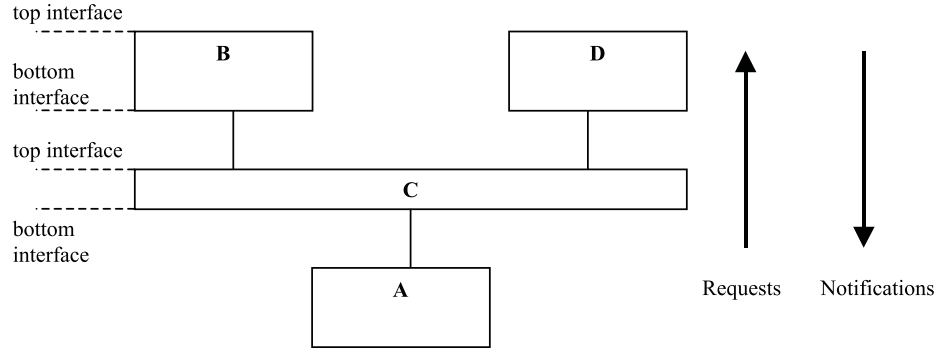 top interface
B
D
bottom
interface
top interface
C
bottom
interface
A
Requests
Notifications